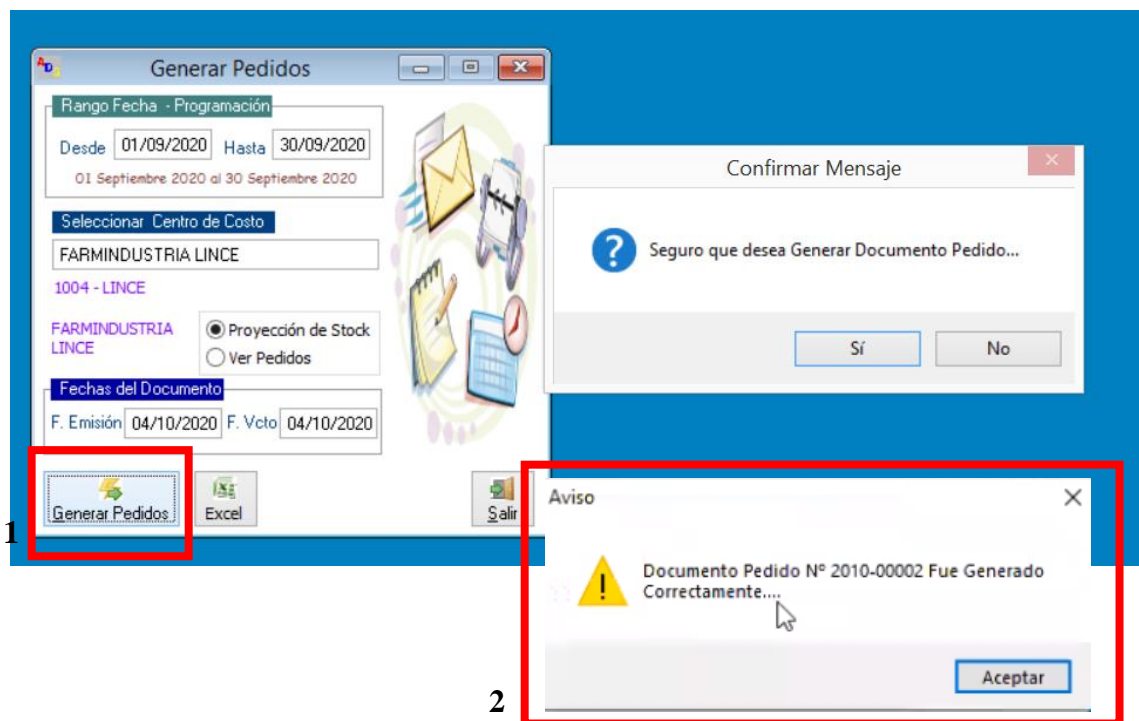 Generar Pedidos
Rango Fecha - Programación
Desde 01/09/2020 Hasta 30/09/2020
01 Septiembre 2020 al 30 Septiembre 2020
Seleccionar Centro de Costo
FARMINDUSTRIA LINCE
1004 - LINCE
FARMINDUSTRIA
LINCE
Proyección de Stock
Ver Pedidos
Fechas del Documento
F. Emisión 04/10/2020 F. Vcto 04/10/2020
Generar Pedidos
Excel
Salir
1
Confirmar Mensaje
Seguro que desea Generar Documento Pedido...
Sí
No
Aviso
Documento Pedido Nº 2010-00002 Fue Generado
Correctamente....
Aceptar
2